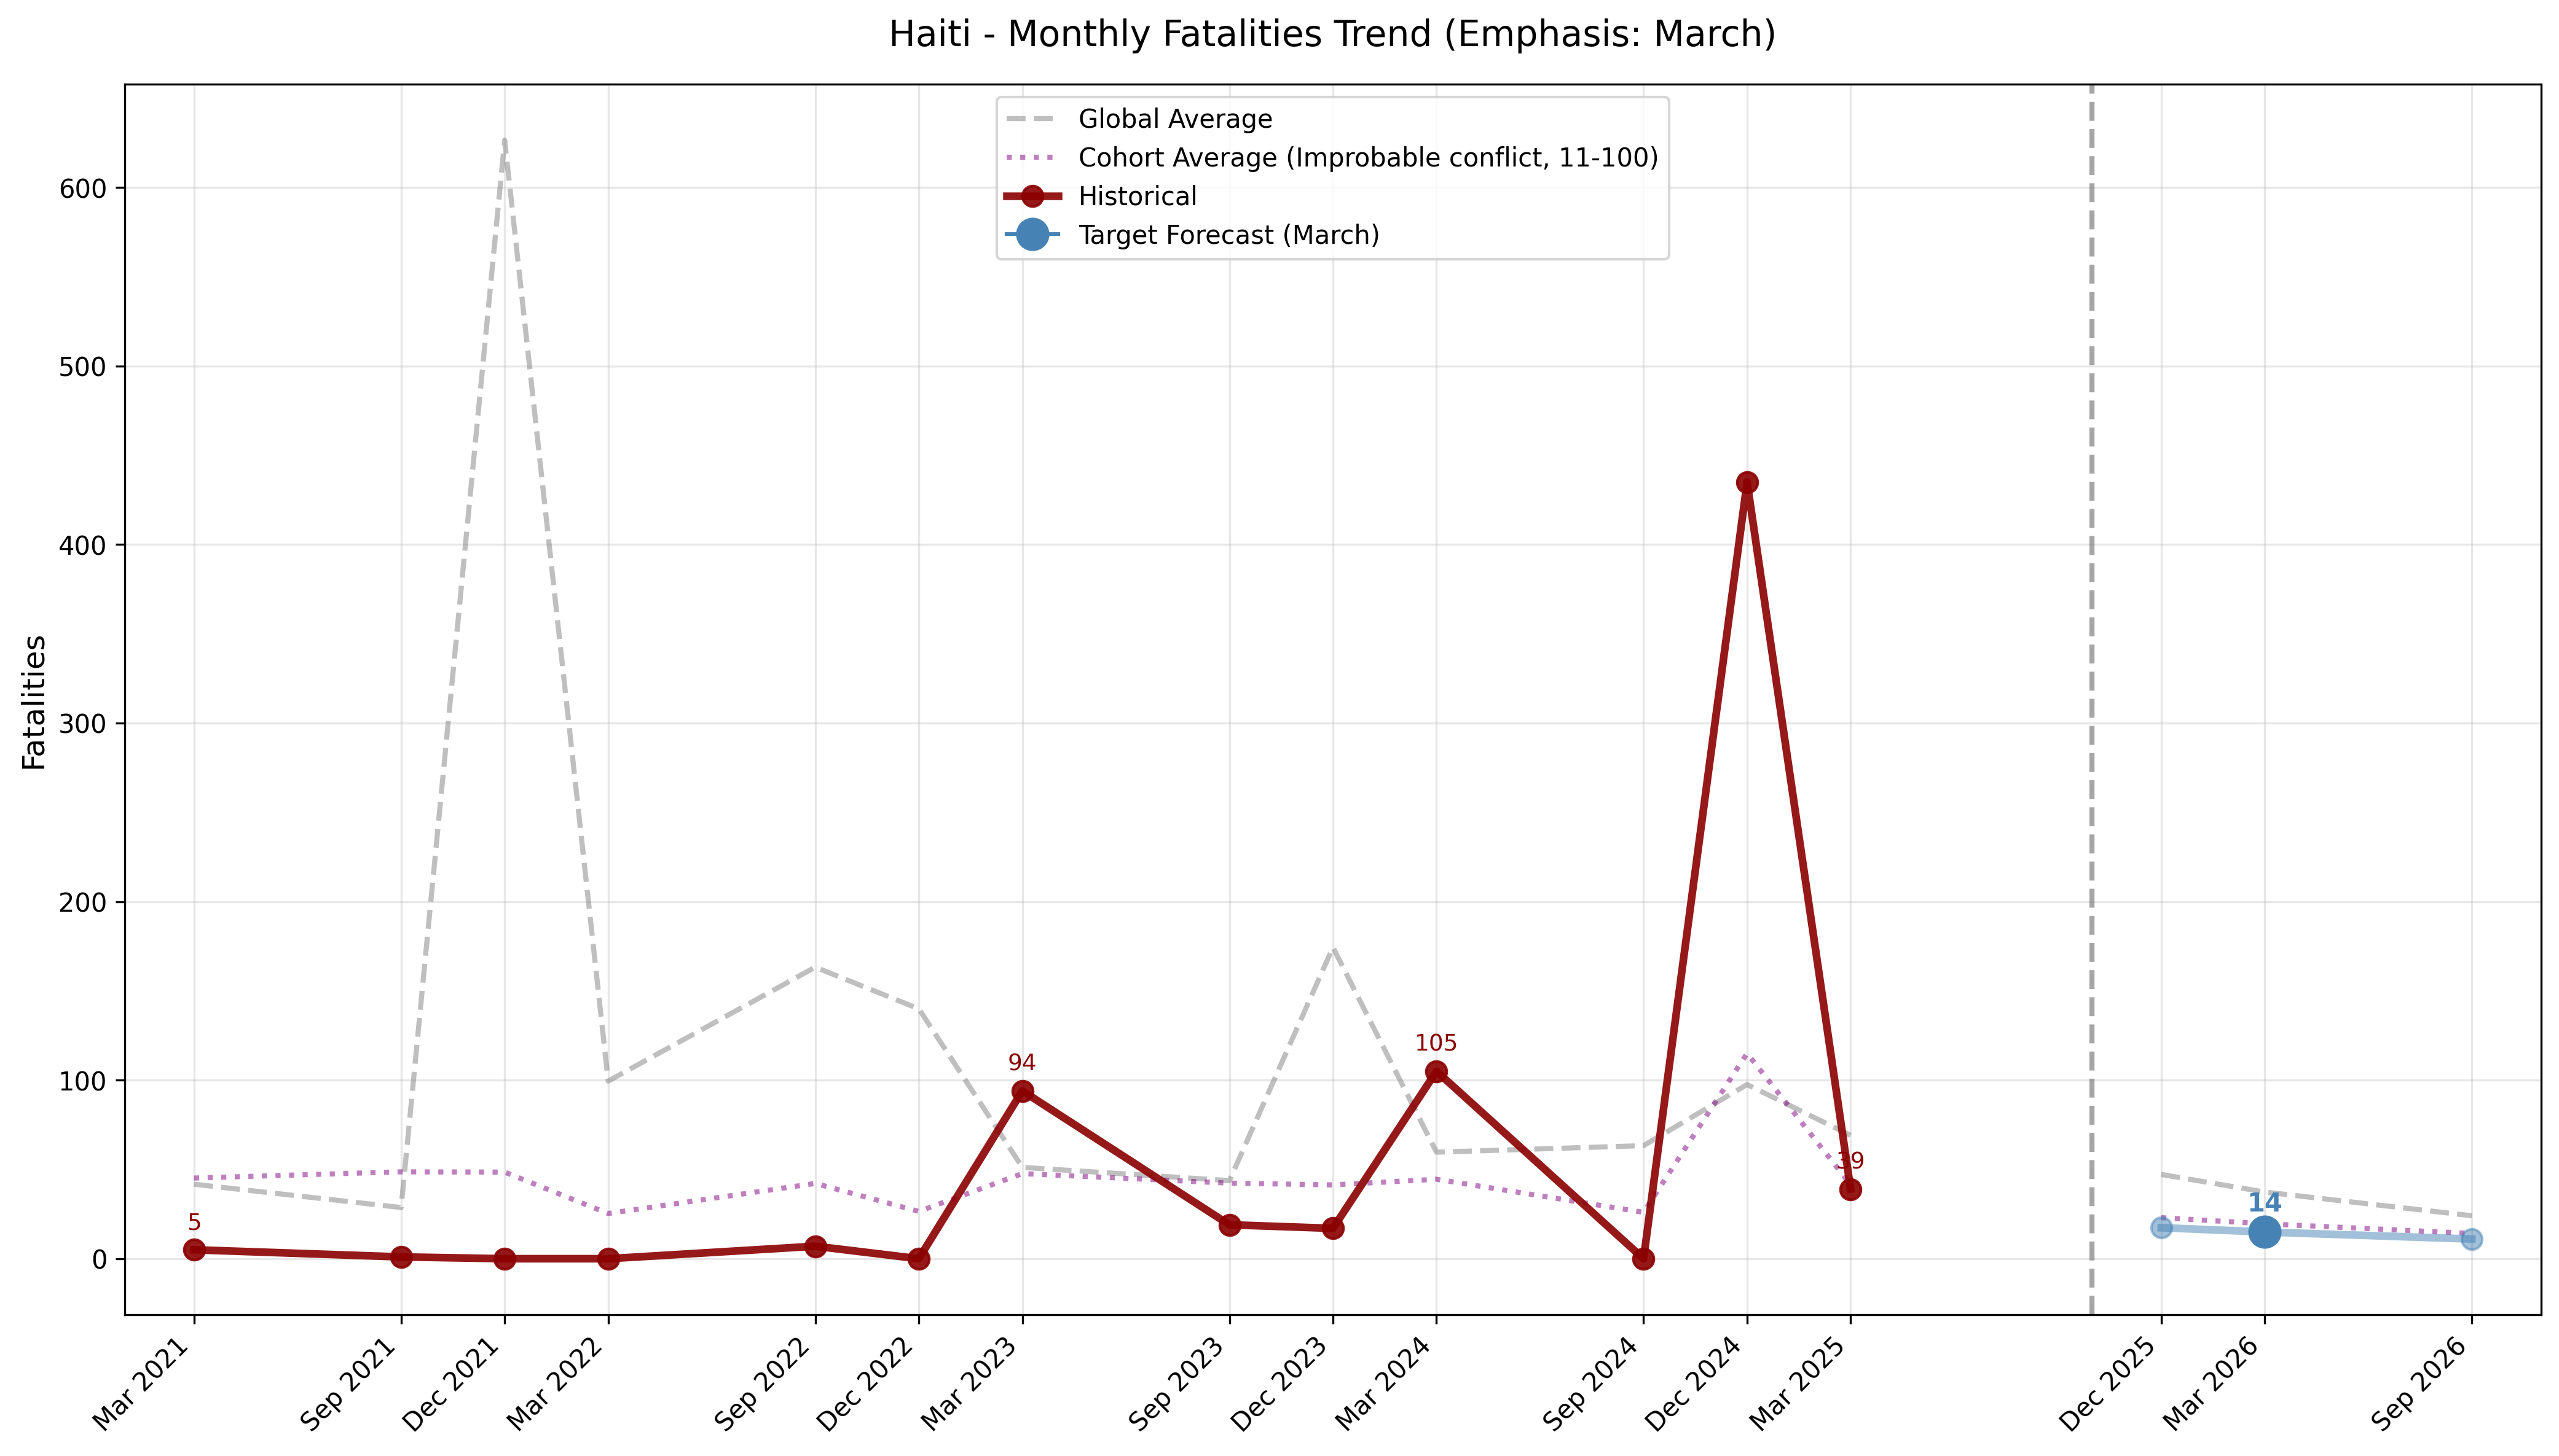 Haiti - Monthly Fatalities Trend (Emphasis: March)
Global Average
Cohort Average (Improbable conflict, 11-100)
Historical
Target Forecast (March)
Fatalities
600
500
400
300
200
100
0
5
94
105
39
14
Mar 2021
Sep 2021
Dec 2021
Mar 2022
Sep 2022
Dec 2022
Mar 2023
Sep 2023
Dec 2023
Mar 2024
Sep 2024
Dec 2024
Mar 2025
Dec 2025
Mar 2026
Sep 2026